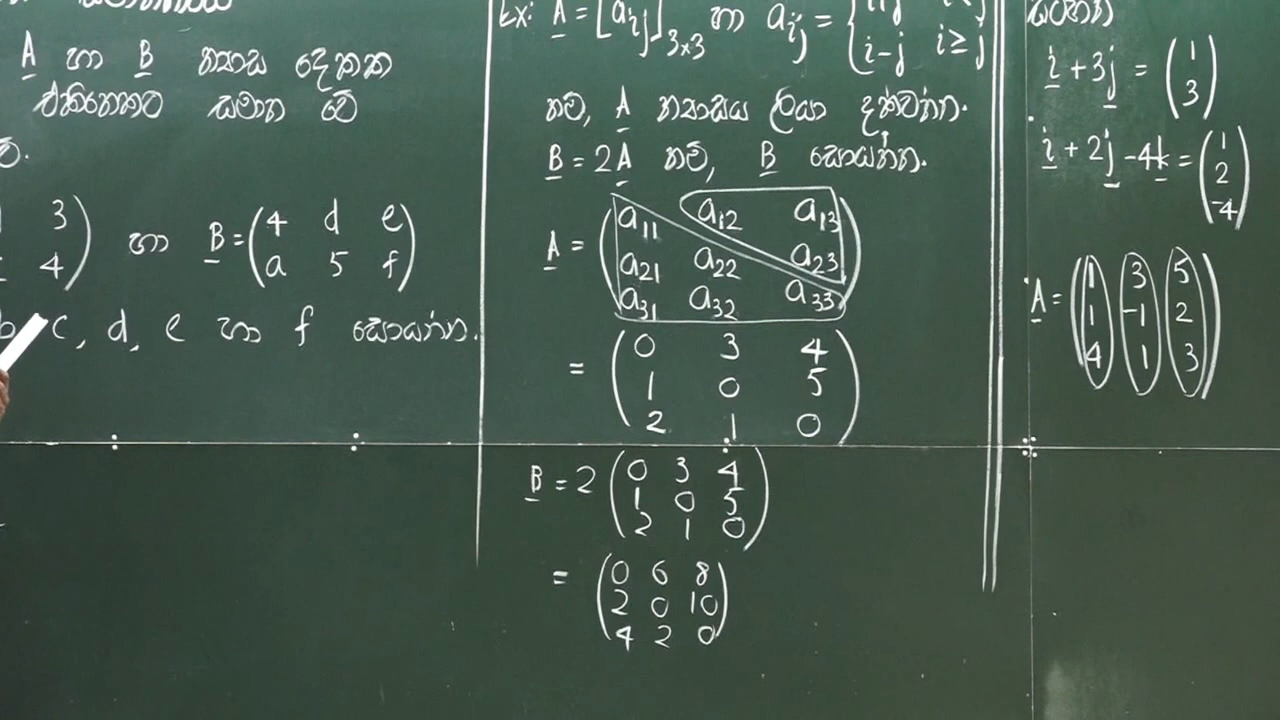 A හා B න්‍යාස දෙකක
එකිනෙකට සමාන වේ
3
4 හා B = (4 d e
a 5 f)
c, d, e හා f සොයන්න.
Ex: A = [aij]3×3 හා aij = { i+j i<j
i-j i ≥ j
නම්, A න්‍යාසය ලියා දක්වන්න.
B = 2A නම්, B සොයන්න.
A = (a11 a12 a13
a21 a22 a23
a31 a32 a33)
= (0 3 4
1 0 5
2 1 0)
B = 2 (0 3 4
1 0 5
2 1 0)
= (0 6 8
2 0 10
4 2 0)
i + 3j = (1
3)
i + 2j - 4k = (1
2
-4)
A = (1 3 5
1 -1 2
4 1 3)